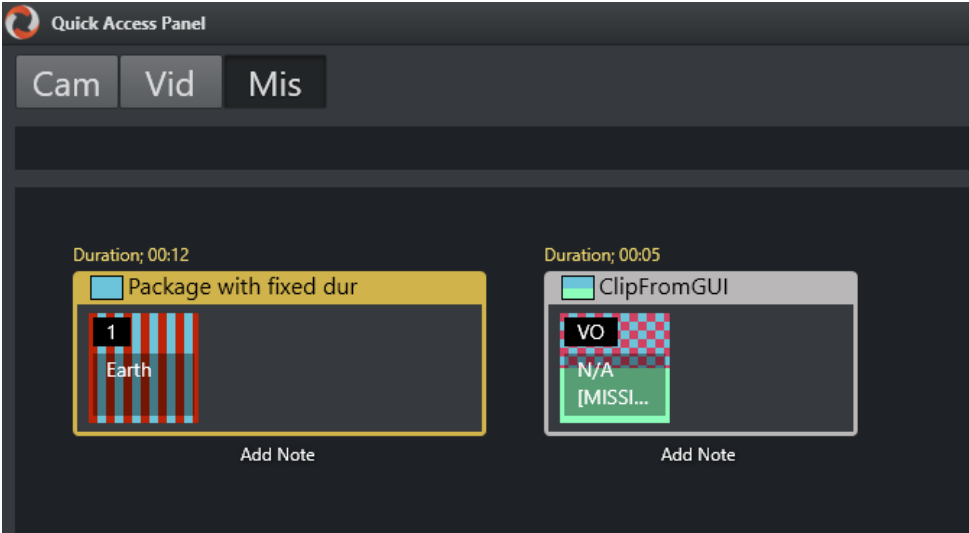 Quick Access Panel
Cam Vid Mis
Duration; 00:12
Package with fixed dur
1
Earth
Add Note
Duration; 00:05
ClipFromGUI
VO
N/A
[MISSI...
Add Note